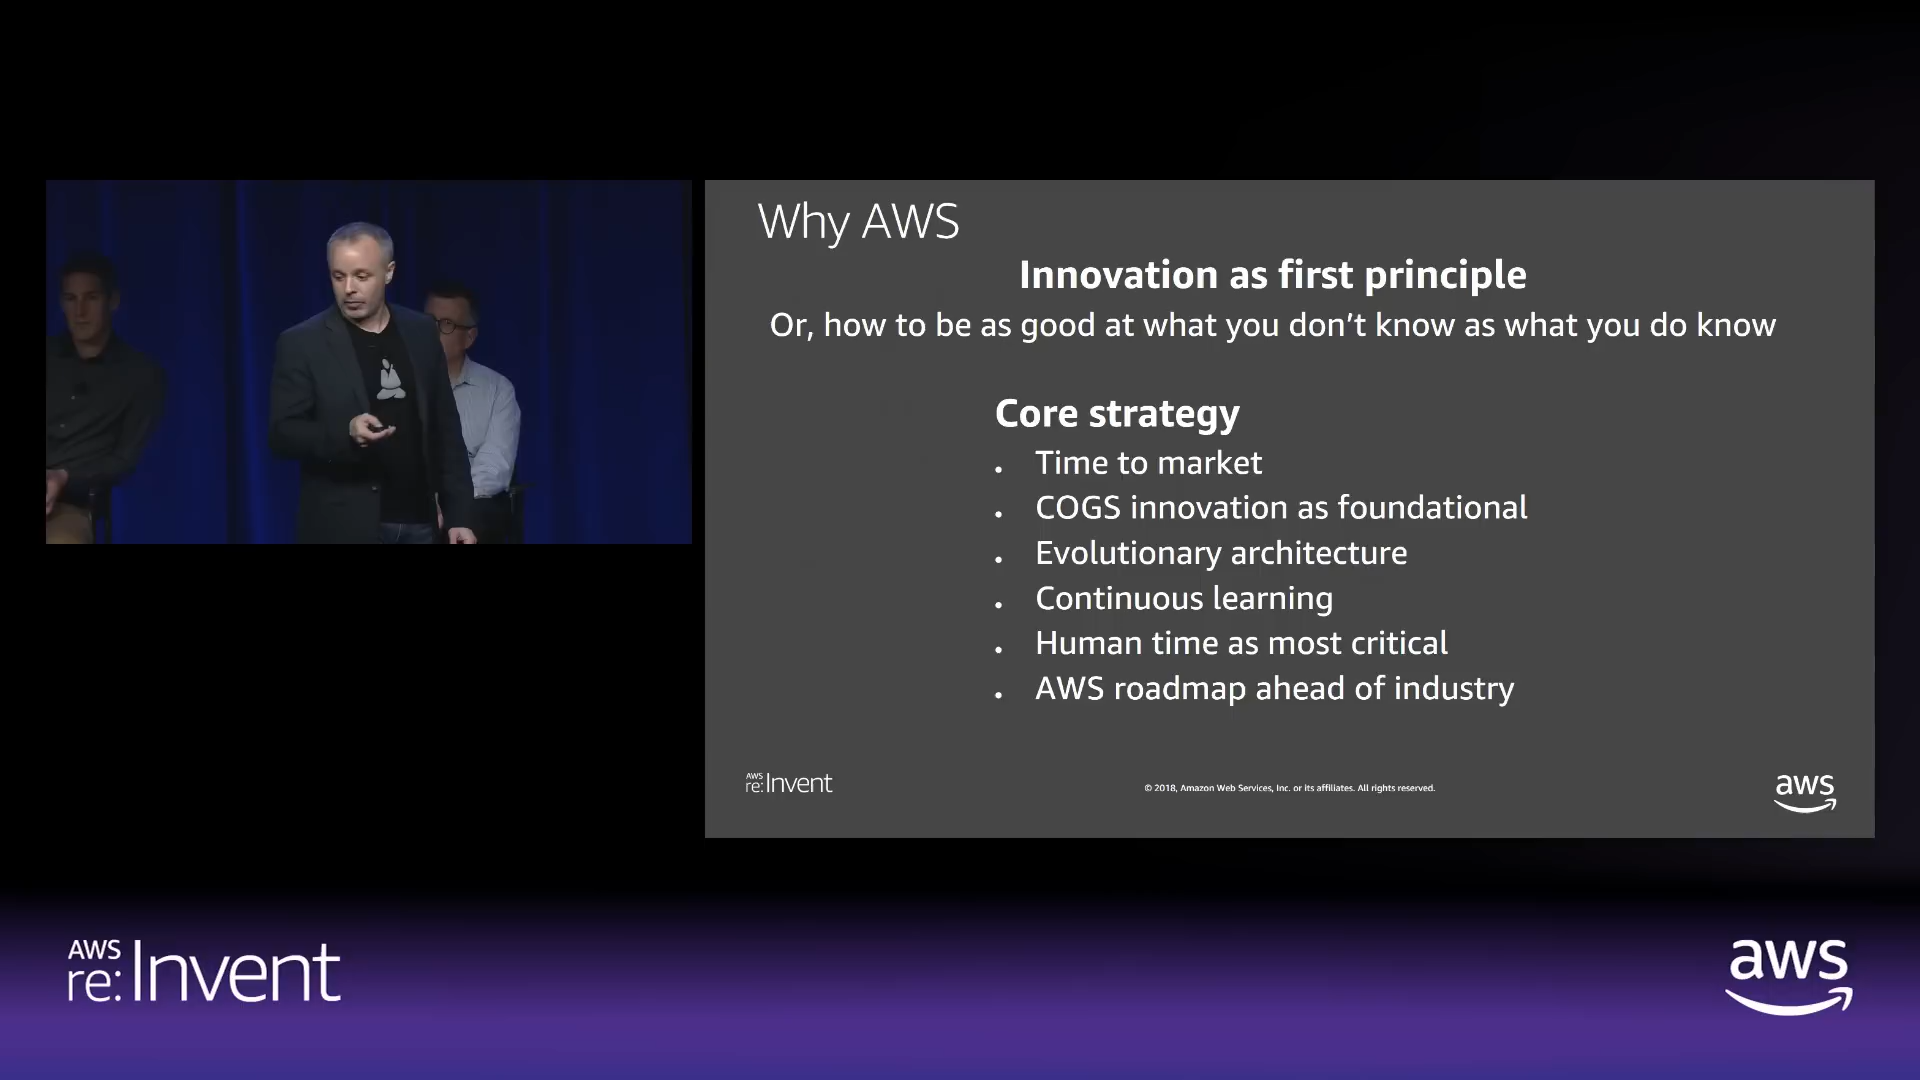 Why AWS
Innovation as first principle
Or, how to be as good at what you don’t know as what you do know
Core strategy
• Time to market
• COGS innovation as foundational
• Evolutionary architecture
• Continuous learning
• Human time as most critical
• AWS roadmap ahead of industry
AWS
re:Invent
© 2018, Amazon Web Services, Inc. or its affiliates. All rights reserved.
aws
AWS
re:Invent
aws